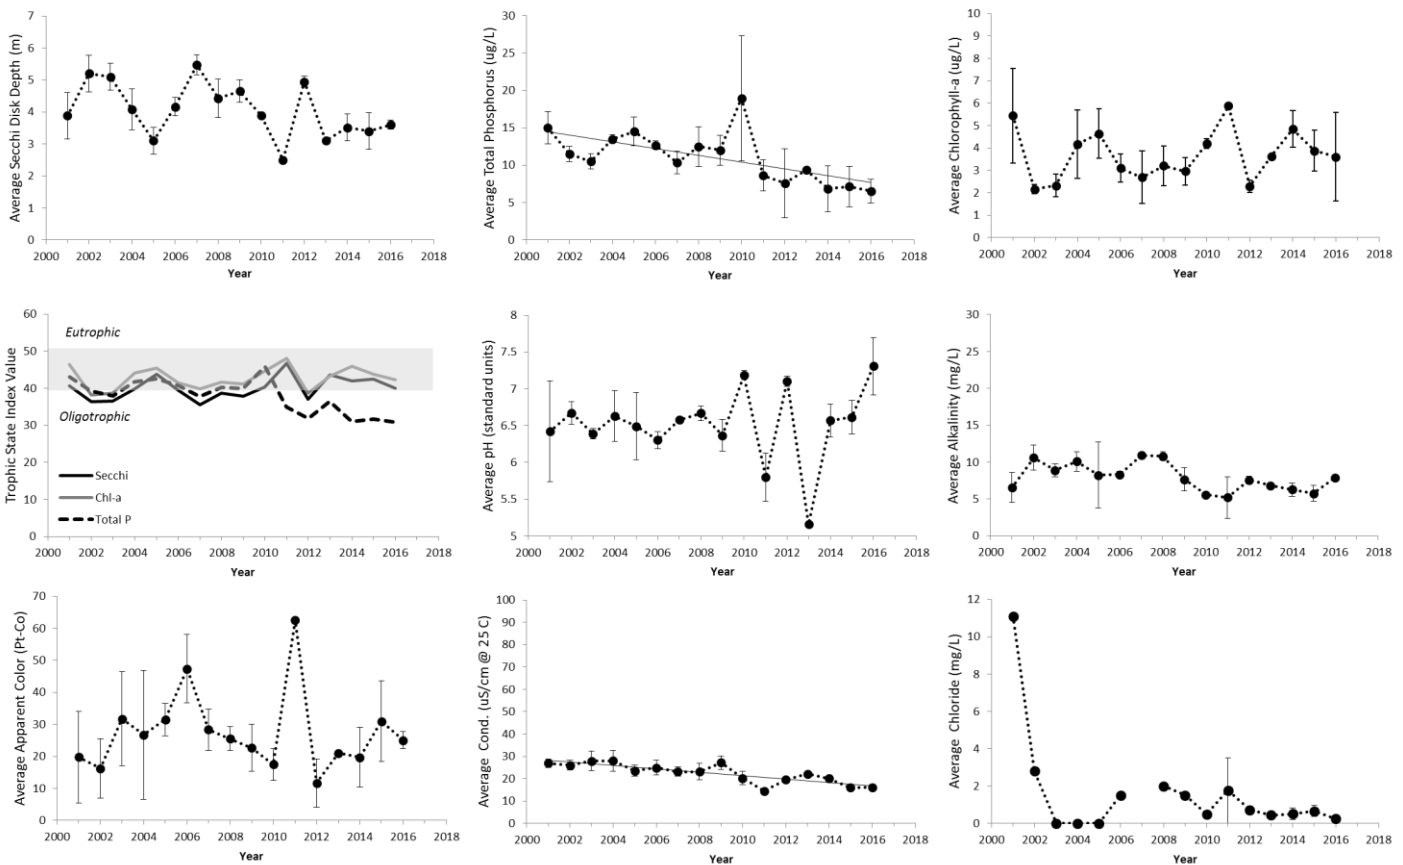 Average Secchi Disk Depth (m)
7
6
5
4
3
2
1
0
2000 2002 2004 2006 2008 2010 2012 2014 2016 2018
Year
Average Total Phosphorus (ug/L)
30
25
20
15
10
5
0
2000 2002 2004 2006 2008 2010 2012 2014 2016 2018
Year
Average Chlorophyll-a (ug/L)
10
9
8
7
6
5
4
3
2
1
0
2000 2002 2004 2006 2008 2010 2012 2014 2016 2018
Year
Trophic State Index Value
60
50
40
30
20
10
0
Eutrophic
Oligotrophic
Secchi
Chl-a
Total P
2000 2002 2004 2006 2008 2010 2012 2014 2016 2018
Year
Average pH (standard units)
8
7.5
7
6.5
6
5.5
5
2000 2002 2004 2006 2008 2010 2012 2014 2016 2018
Year
Average Alkalinity (mg/L)
30
25
20
15
10
5
0
2000 2002 2004 2006 2008 2010 2012 2014 2016 2018
Year
Average Apparent Color (Pt-Co)
70
60
50
40
30
20
10
0
2000 2002 2004 2006 2008 2010 2012 2014 2016 2018
Year
Average Cond. (uS/cm @ 25 C)
100
90
80
70
60
50
40
30
20
10
0
2000 2002 2004 2006 2008 2010 2012 2014 2016 2018
Year
Average Chloride (mg/L)
12
10
8
6
4
2
0
2000 2002 2004 2006 2008 2010 2012 2014 2016 2018
Year